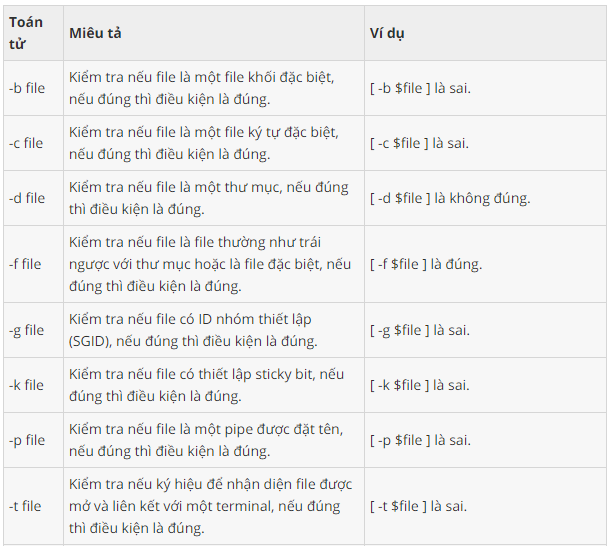 Toán tử Miêu tả Ví dụ
-b file Kiểm tra nếu file là một file khối đặc biệt, nếu đúng thì điều kiện là đúng. [ -b $file ] là sai.
-c file Kiểm tra nếu file là một file ký tự đặc biệt, nếu đúng thì điều kiện là đúng. [ -c $file ] là sai.
-d file Kiểm tra nếu file là một thư mục, nếu đúng thì điều kiện là đúng. [ -d $file ] là không đúng.
-f file Kiểm tra nếu file là file thường như trái ngược với thư mục hoặc là file đặc biệt, nếu đúng thì điều kiện là đúng. [ -f $file ] là đúng.
-g file Kiểm tra nếu file có ID nhóm thiết lập (SGID), nếu đúng thì điều kiện là đúng. [ -g $file ] là sai.
-k file Kiểm tra nếu file có thiết lập sticky bit, nếu đúng thì điều kiện là đúng. [ -k $file ] là sai.
-p file Kiểm tra nếu file là một pipe được đặt tên, nếu đúng thì điều kiện là đúng. [ -p $file ] là sai.
-t file Kiểm tra nếu ký hiệu để nhận diện file được mở và liên kết với một terminal, nếu đúng thì điều kiện là đúng. [ -t $file ] là sai.